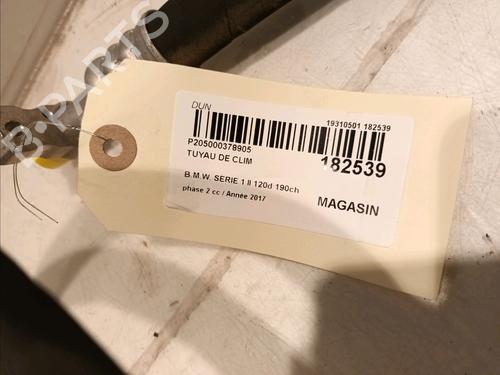 B-PARTS
DUN
19310501 182539
P205000378905
TUYAU DE CLIM
182539
B.M.W. SERIE 1 II 120d 190ch
phase 2 cc / Année 2017
MAGASIN